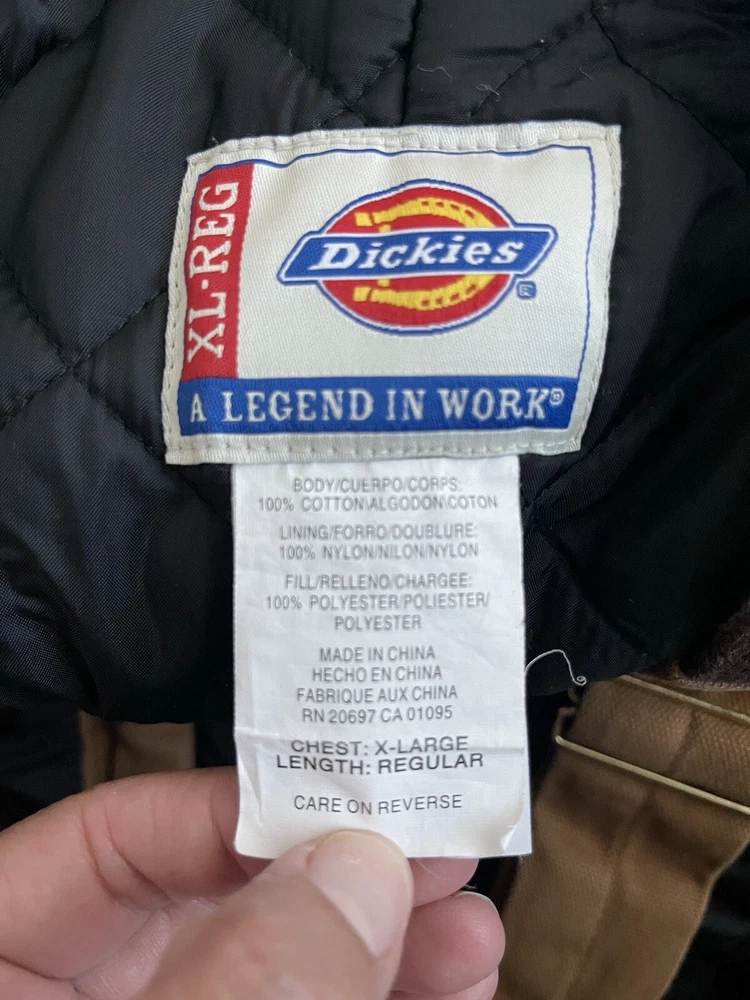 XL-REG
Dickies®
A LEGEND IN WORK®
BODY/CUERPO/CORPS:
100% COTTON\ALGODON\COTON
LINING/FORRO/DOUBLURE:
100% NYLON/NILON/NYLON
FILL/RELLENO/CHARGEE:
100% POLYESTER/POLIESTER/
POLYESTER
MADE IN CHINA
HECHO EN CHINA
FABRIQUE AUX CHINA
RN 20697 CA 01095
CHEST: X-LARGE
LENGTH: REGULAR
CARE ON REVERSE